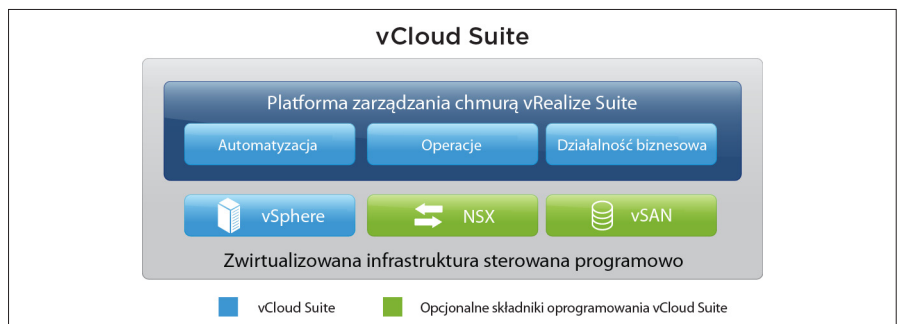 vCloud Suite
Platforma zarządzania chmurą vRealize Suite
Automatyzacja
Operacje
Działalność biznesowa
vSphere
NSX
vSAN
Zwirtualizowana infrastruktura sterowana programowo
vCloud Suite
Opcjonalne składniki oprogramowania vCloud Suite